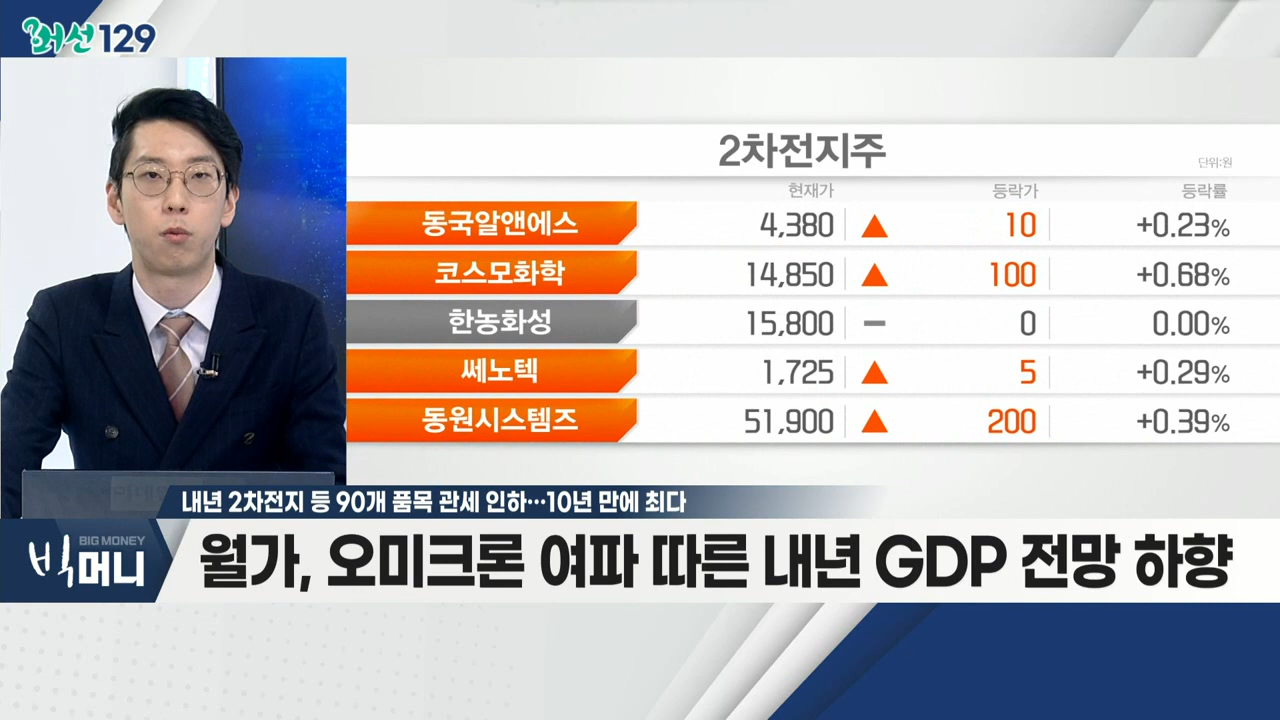 머선129
2차전지주
단위:원
현재가 등락가 등락률
동국알앤에스 4,380 ▲ 10 +0.23%
코스모화학 14,850 ▲ 100 +0.68%
한농화성 15,800 - 0 0.00%
쎄노텍 1,725 ▲ 5 +0.29%
동원시스템즈 51,900 ▲ 200 +0.39%
내년 2차전지 등 90개 품목 관세 인하…10년 만에 최다
BIG MONEY
빅머니
월가, 오미크론 여파 따른 내년 GDP 전망 하향